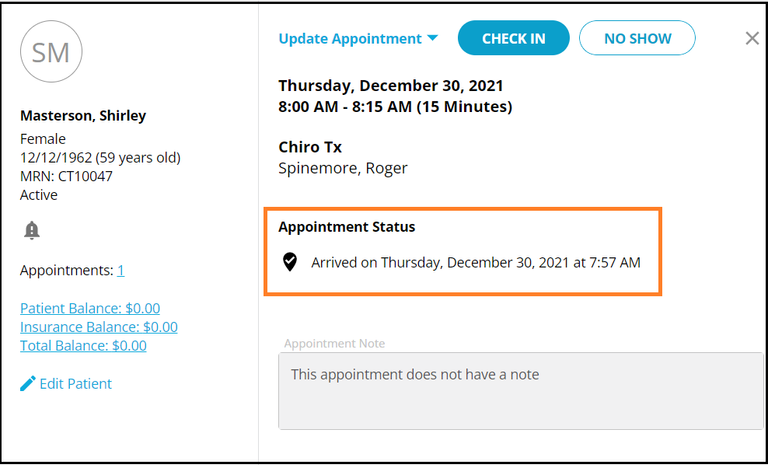 SM
Masterson, Shirley
Female
12/12/1962 (59 years old)
MRN: CT10047
Active
Appointments: 1
Patient Balance: $0.00
Insurance Balance: $0.00
Total Balance: $0.00
Edit Patient
Update Appointment
CHECK IN
NO SHOW
Thursday, December 30, 2021
8:00 AM - 8:15 AM (15 Minutes)
Chiro Tx
Spinemore, Roger
Appointment Status
Arrived on Thursday, December 30, 2021 at 7:57 AM
Appointment Note
This appointment does not have a note